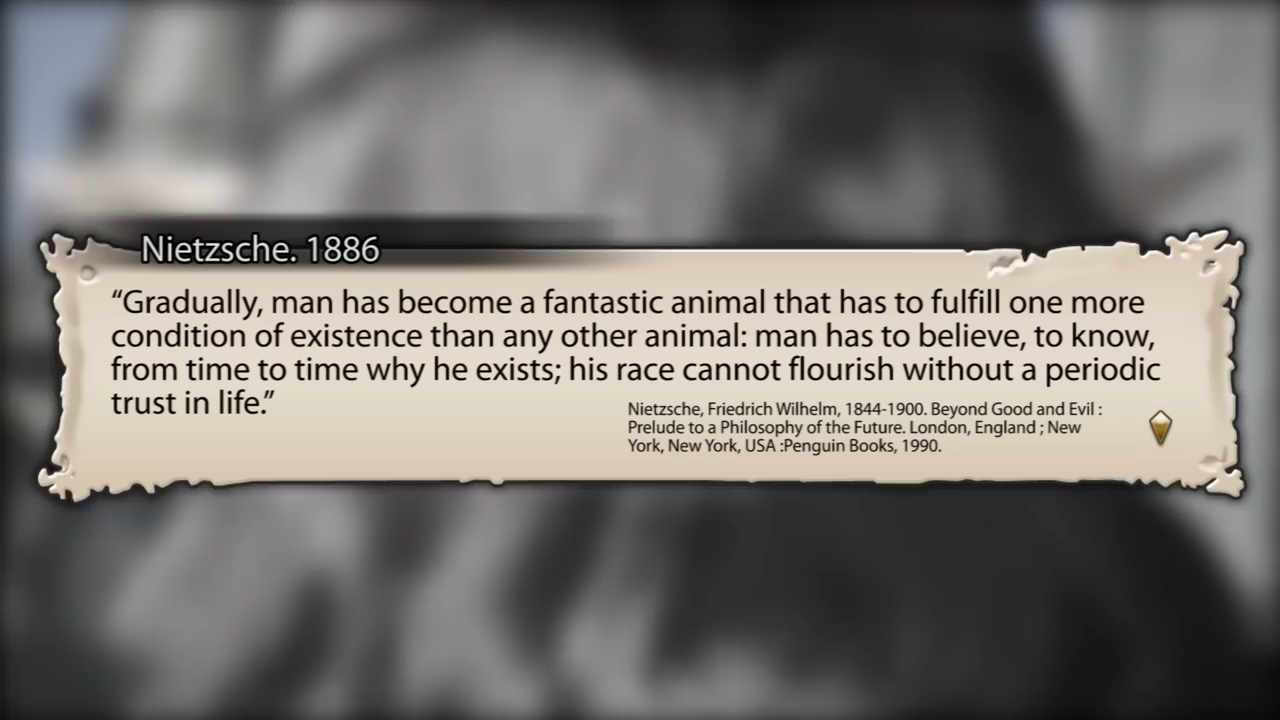 Nietzsche. 1886
“Gradually, man has become a fantastic animal that has to fulfill one more
condition of existence than any other animal: man has to believe, to know,
from time to time why he exists; his race cannot flourish without a periodic
trust in life.”
Nietzsche, Friedrich Wilhelm, 1844-1900. Beyond Good and Evil :
Prelude to a Philosophy of the Future. London, England ; New
York, New York, USA :Penguin Books, 1990.